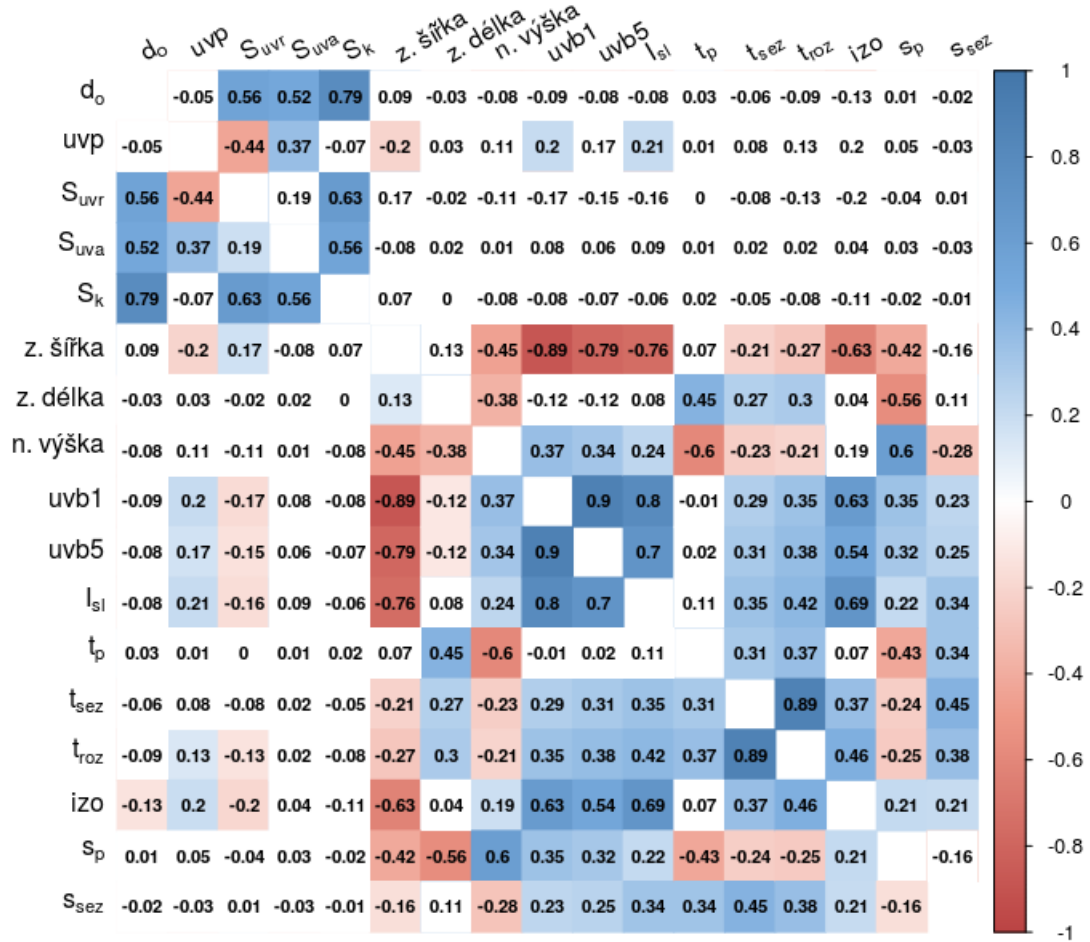 d_o uvp S_uvr S_uva S_k z. šířka z. délka n. výška uvb1 uvb5 I_sl t_p t_sez t_roz izo s_p s_sez
d_o -0.05 0.56 0.52 0.79 0.09 -0.03 -0.08 -0.09 -0.08 -0.08 0.03 -0.06 -0.09 -0.13 0.01 -0.02
uvp -0.05 -0.44 0.37 -0.07 -0.2 0.03 0.11 0.2 0.17 0.21 0.01 0.08 0.13 0.2 0.05 -0.03
S_uvr 0.56 -0.44 0.19 0.63 0.17 -0.02 -0.11 -0.17 -0.15 -0.16 0 -0.08 -0.13 -0.2 -0.04 0.01
S_uva 0.52 0.37 0.19 0.56 -0.08 0.02 0.01 0.08 0.06 0.09 0.01 0.02 0.02 0.04 0.03 -0.03
S_k 0.79 -0.07 0.63 0.56 0.07 0 -0.08 -0.08 -0.07 -0.06 0.02 -0.05 -0.08 -0.11 -0.02 -0.01
z. šířka 0.09 -0.2 0.17 -0.08 0.07 0.13 -0.45 -0.89 -0.79 -0.76 0.07 -0.21 -0.27 -0.63 -0.42 -0.16
z. délka -0.03 0.03 -0.02 0.02 0 0.13 -0.38 -0.12 -0.12 0.08 0.45 0.27 0.3 0.04 -0.56 0.11
n. výška -0.08 0.11 -0.11 0.01 -0.08 -0.45 -0.38 0.37 0.34 0.24 -0.6 -0.23 -0.21 0.19 0.6 -0.28
uvb1 -0.09 0.2 -0.17 0.08 -0.08 -0.89 -0.12 0.37 0.9 0.8 -0.01 0.29 0.35 0.63 0.35 0.23
uvb5 -0.08 0.17 -0.15 0.06 -0.07 -0.79 -0.12 0.34 0.9 0.7 0.02 0.31 0.38 0.54 0.32 0.25
I_sl -0.08 0.21 -0.16 0.09 -0.06 -0.76 0.08 0.24 0.8 0.7 0.11 0.35 0.42 0.69 0.22 0.34
t_p 0.03 0.01 0 0.01 0.02 0.07 0.45 -0.6 -0.01 0.02 0.11 0.31 0.37 0.07 -0.43 0.34
t_sez -0.06 0.08 -0.08 0.02 -0.05 -0.21 0.27 -0.23 0.29 0.31 0.35 0.31 0.89 0.37 -0.24 0.45
t_roz -0.09 0.13 -0.13 0.02 -0.08 -0.27 0.3 -0.21 0.35 0.38 0.42 0.37 0.89 0.46 -0.25 0.38
izo -0.13 0.2 -0.2 0.04 -0.11 -0.63 0.04 0.19 0.63 0.54 0.69 0.07 0.37 0.46 0.21 0.21
s_p 0.01 0.05 -0.04 0.03 -0.02 -0.42 -0.56 0.6 0.35 0.32 0.22 -0.43 -0.24 -0.25 0.21 -0.16
s_sez -0.02 -0.03 0.01 -0.03 -0.01 -0.16 0.11 -0.28 0.23 0.25 0.34 0.34 0.45 0.38 0.21 -0.16
1
0.8
0.6
0.4
0.2
0
-0.2
-0.4
-0.6
-0.8
-1